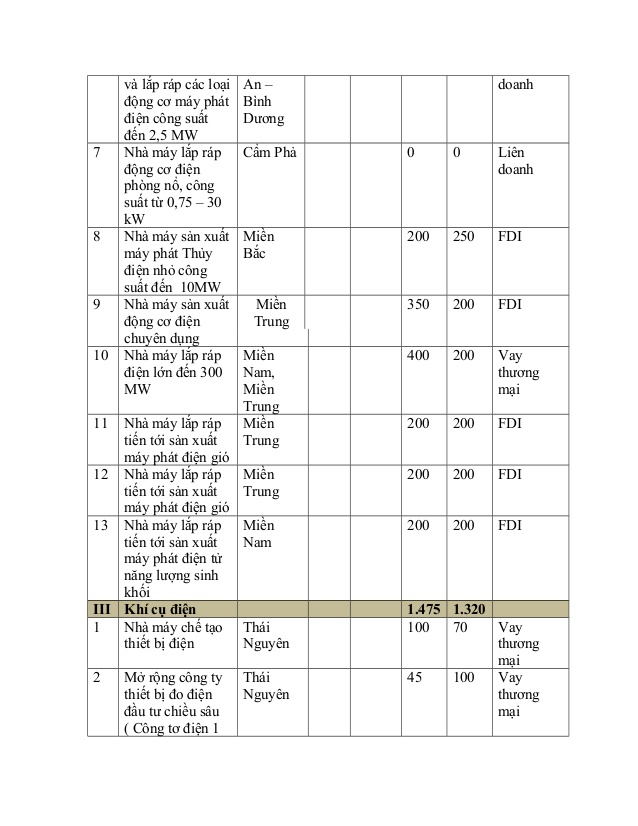 và lắp ráp các loại An – doanh
động cơ máy phát Bình
điện công suất Dương
đến 2,5 MW
7 Nhà máy lắp ráp Cẩm Phả 0 0 Liên
động cơ điện doanh
phòng nổ, công
suất từ 0,75 – 30
kW
8 Nhà máy sản xuất Miền 200 250 FDI
máy phát Thủy Bắc
điện nhỏ công
suất đến 10MW
9 Nhà máy sản xuất Miền 350 200 FDI
động cơ điện Trung
chuyên dụng
10 Nhà máy lắp ráp Miền 400 200 Vay
điện lớn đến 300 Nam, thương
MW Miền mại
Trung
11 Nhà máy lắp ráp Miền 200 200 FDI
tiến tới sản xuất Trung
máy phát điện gió
12 Nhà máy lắp ráp Miền 200 200 FDI
tiến tới sản xuất Trung
máy phát điện gió
13 Nhà máy lắp ráp Miền 200 200 FDI
tiến tới sản xuất Nam
máy phát điện từ
năng lượng sinh
khối
III Khí cụ điện 1.475 1.320
1 Nhà máy chế tạo Thái 100 70 Vay
thiết bị điện Nguyên thương
mại
2 Mở rộng công ty Thái 45 100 Vay
thiết bị đo điện Nguyên thương
đầu tư chiều sâu mại
( Công tơ điện 1